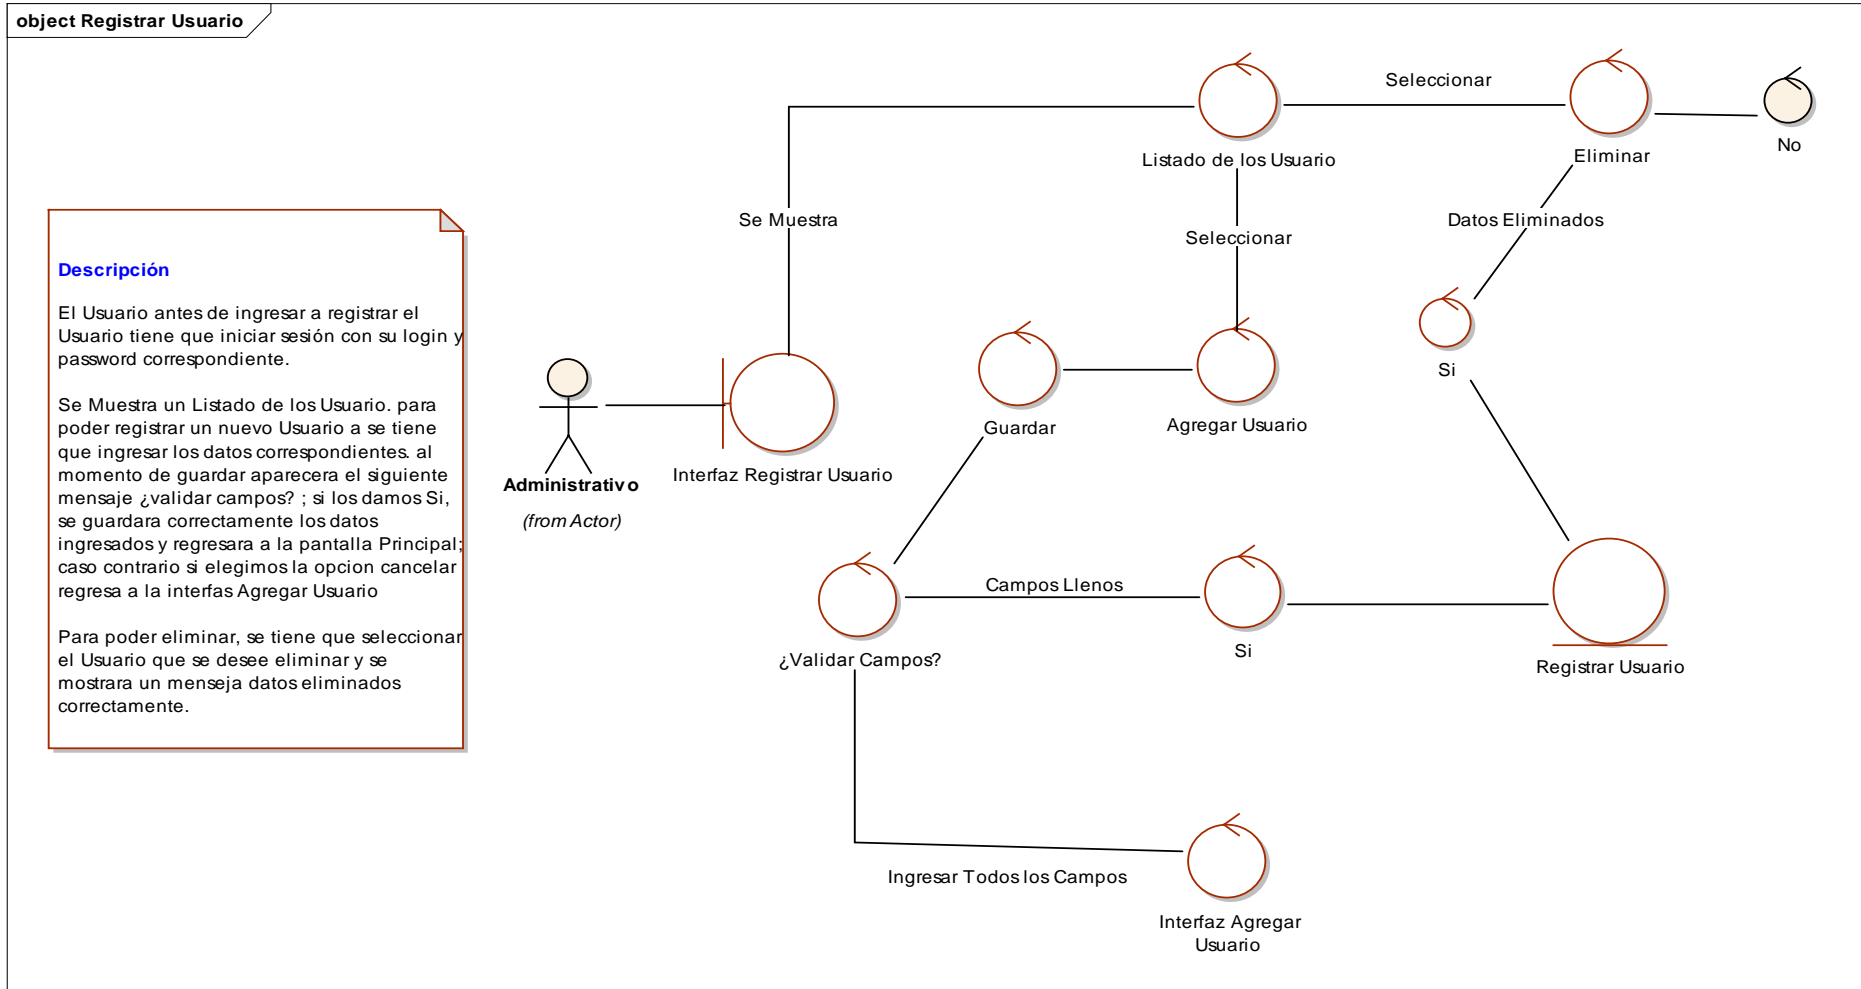 object Registrar Usuario
Descripción
El Usuario antes de ingresar a registrar el
Usuario tiene que iniciar sesión con su login y
password correspondiente.
Se Muestra un Listado de los Usuario. para
poder registrar un nuevo Usuario a se tiene
que ingresar los datos correspondientes. al
momento de guardar aparecera el siguiente
mensaje ¿validar campos? ; si los damos Si,
se guardara correctamente los datos
ingresados y regresara a la pantalla Principal;
caso contrario si elegimos la opcion cancelar
regresa a la interfas Agregar Usuario
Para poder eliminar, se tiene que seleccionar
el Usuario que se desee eliminar y se
mostrara un menseja datos eliminados
correctamente.
Administrativo
(from Actor)
Interfaz Registrar Usuario
Se Muestra
Listado de los Usuario
Seleccionar
Eliminar
No
Datos Eliminados
Si
Seleccionar
Agregar Usuario
Guardar
¿Validar Campos?
Campos Llenos
Si
Registrar Usuario
Ingresar Todos los Campos
Interfaz Agregar
Usuario